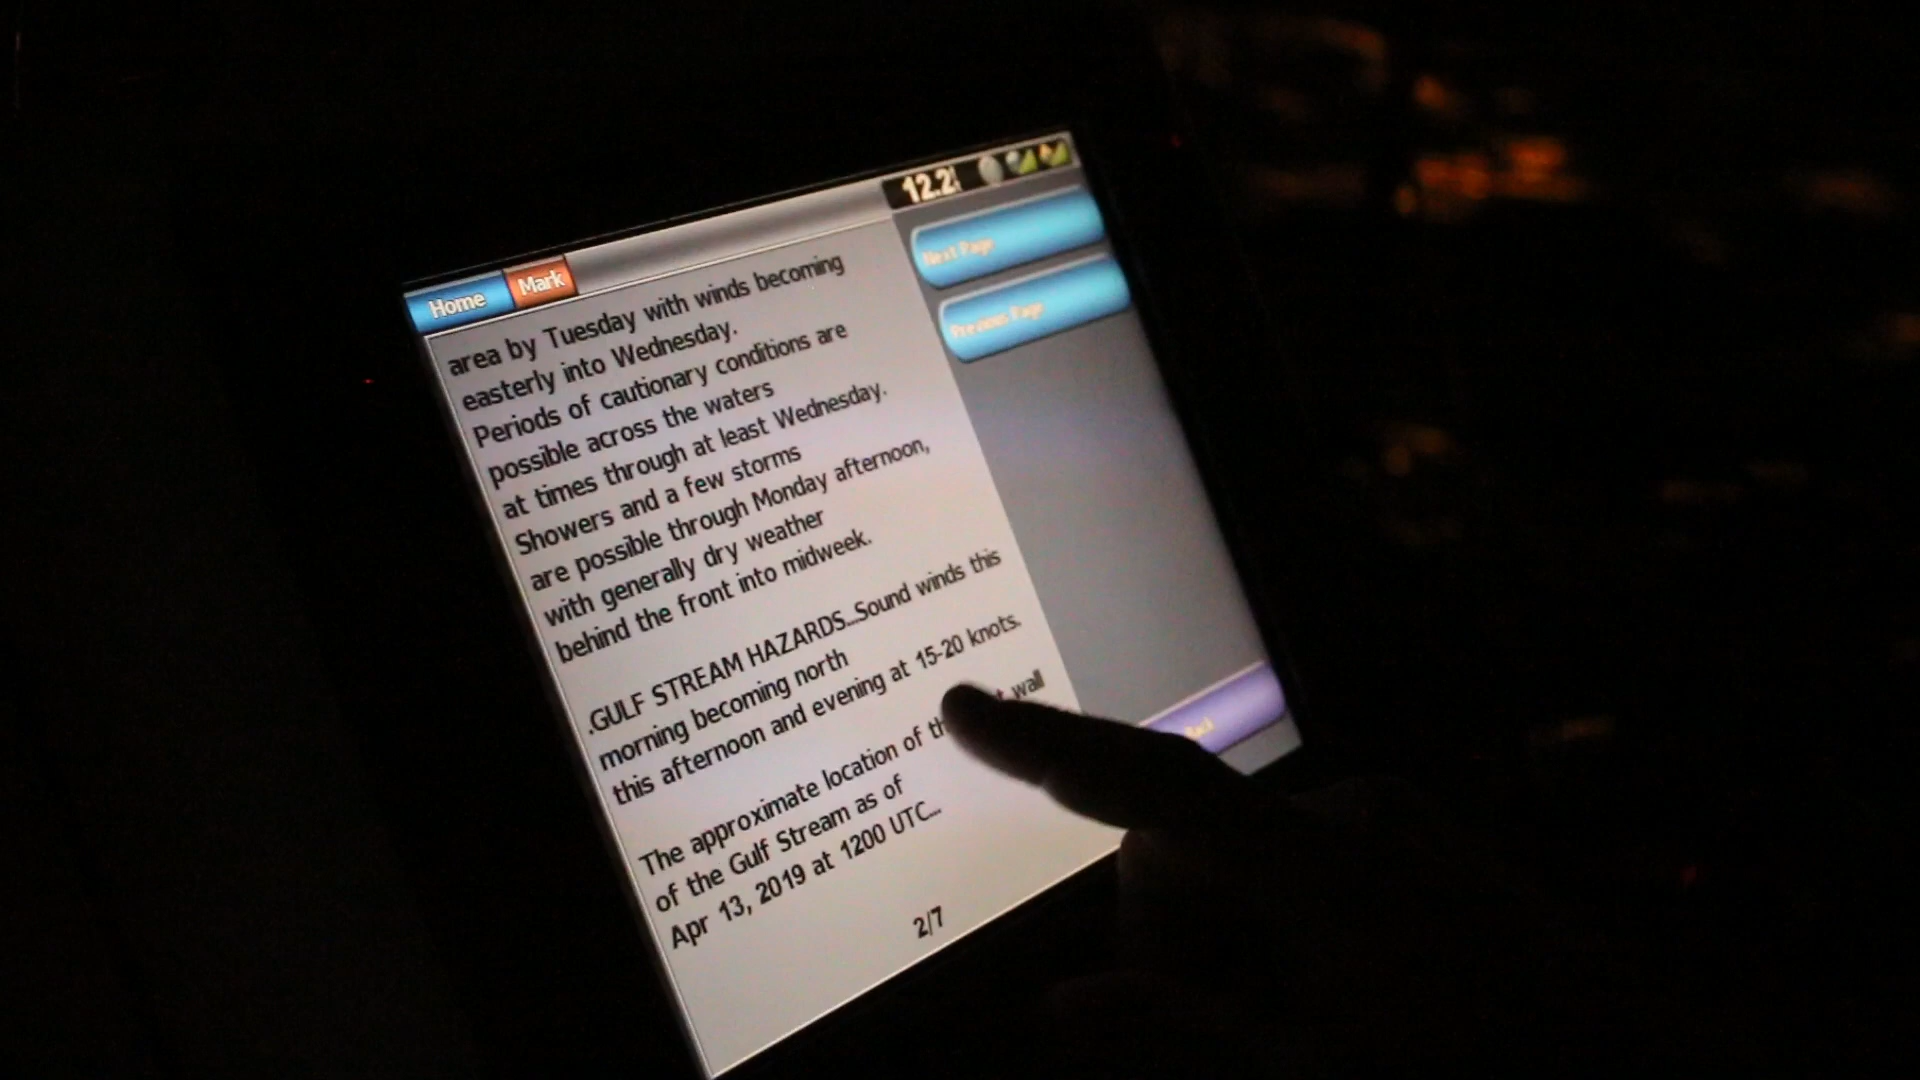 12.2
Home Mark
Next Page
Previous Page
area by Tuesday with winds becoming
easterly into Wednesday.
Periods of cautionary conditions are
possible across the waters
at times through at least Wednesday.
Showers and a few storms
are possible through Monday afternoon,
with generally dry weather
behind the front into midweek.
.GULF STREAM HAZARDS...Sound winds this
morning becoming north
this afternoon and evening at 15-20 knots.
The approximate location of wall
of the Gulf Stream as of
Apr 13, 2019 at 1200 UTC...
2/7
Back